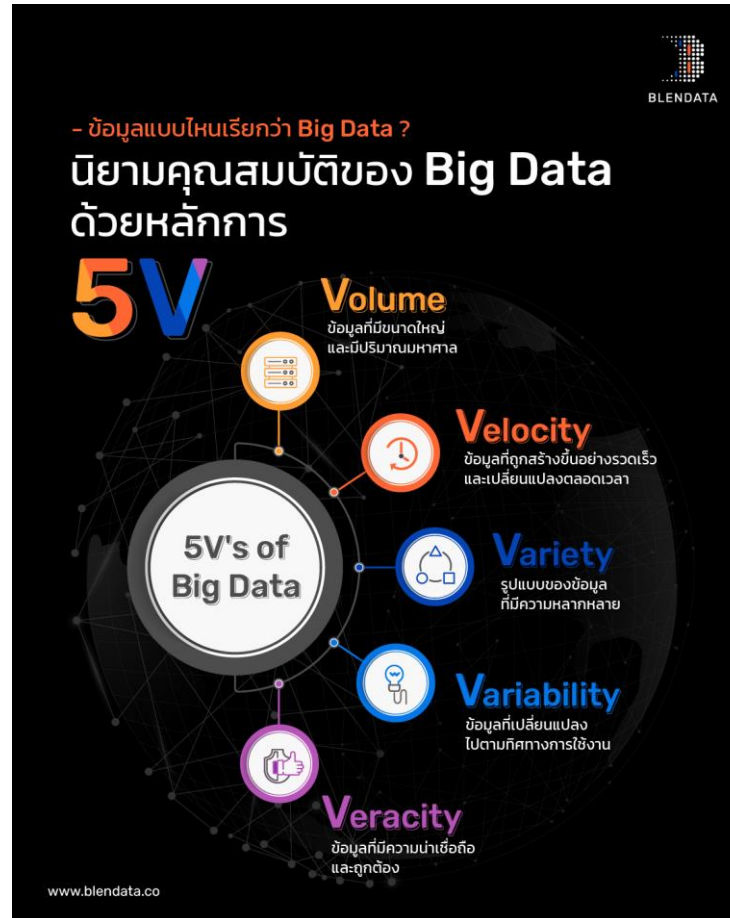 BLENDATA
- ข้อมูลแบบไหนเรียกว่า Big Data ?
นิยามคุณสมบัติของ Big Data
ด้วยหลักการ
5V
Volume
ข้อมูลที่มีขนาดใหญ่
และมีปริมาณมหาศาล
Velocity
ข้อมูลที่ถูกสร้างขึ้นอย่างรวดเร็ว
และเปลี่ยนแปลงตลอดเวลา
5V's of
Big Data
Variety
รูปแบบของข้อมูล
ที่มีความหลากหลาย
Variability
ข้อมูลที่เปลี่ยนแปลง
ไปตามทิศทางการใช้งาน
Veracity
ข้อมูลที่มีความน่าเชื่อถือ
และถูกต้อง
www.blendata.co